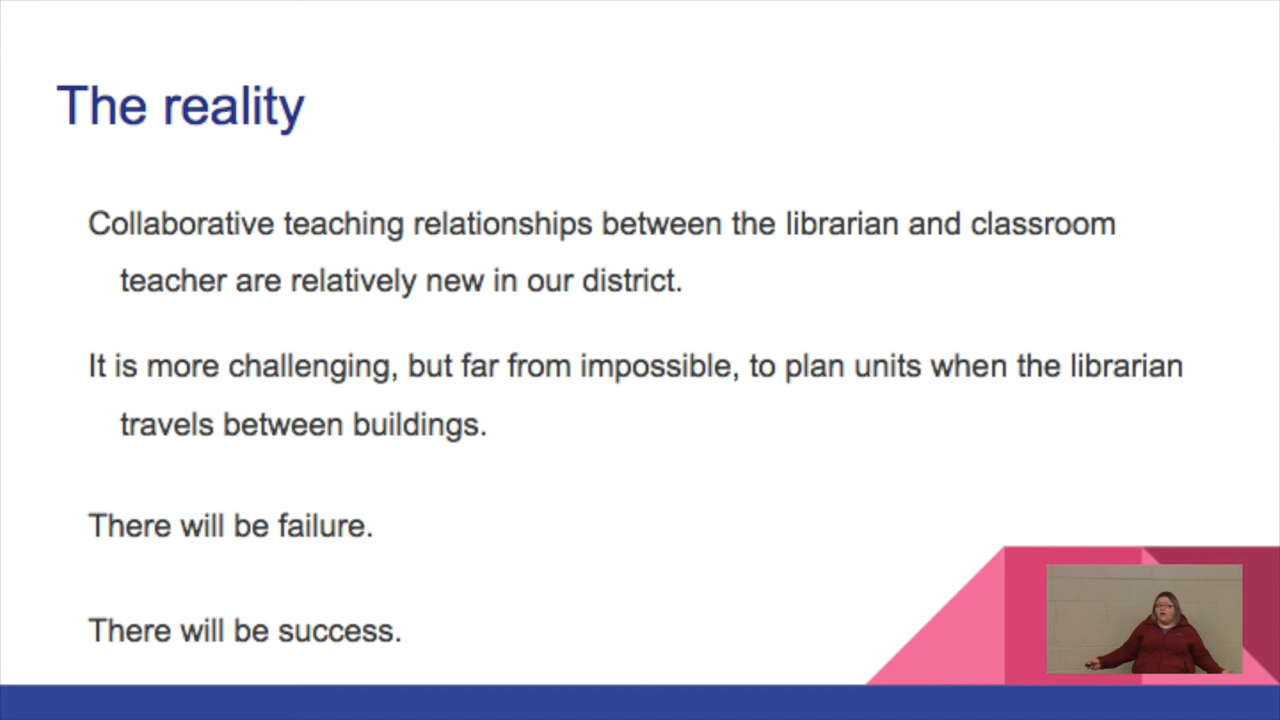 The reality
Collaborative teaching relationships between the librarian and classroom
teacher are relatively new in our district.
It is more challenging, but far from impossible, to plan units when the librarian
travels between buildings.
There will be failure.
There will be success.